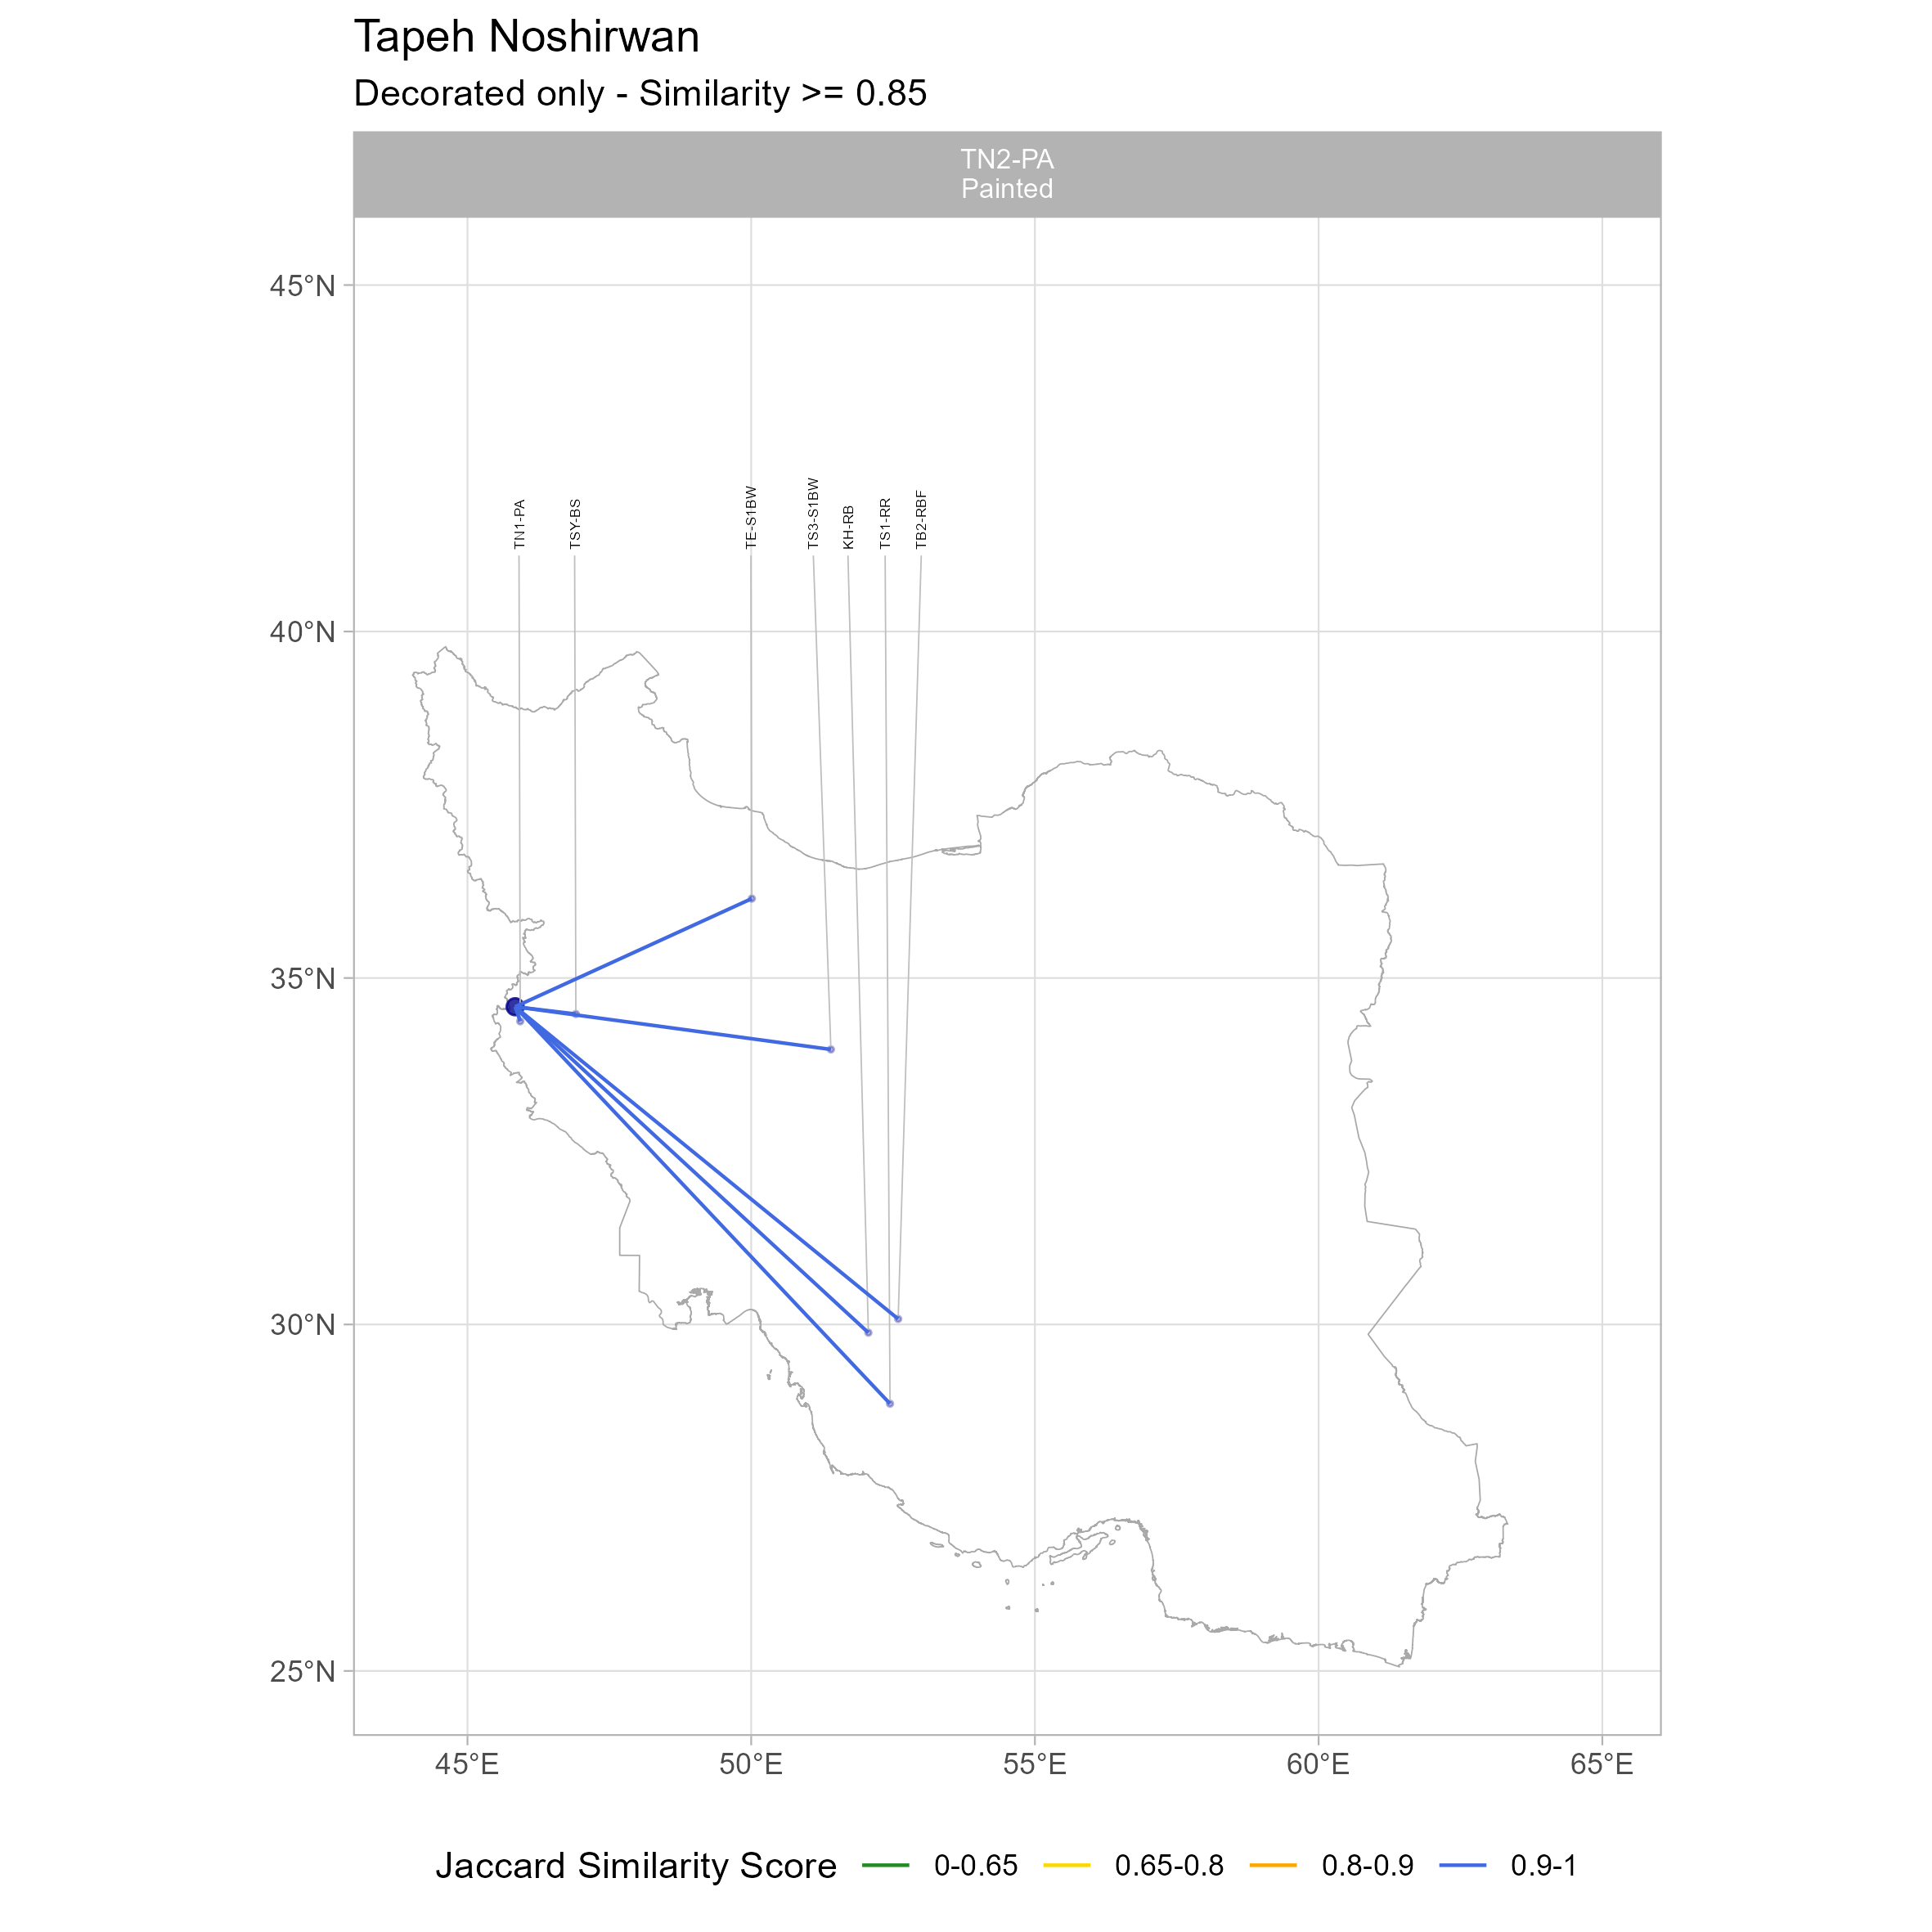 Tapeh Noshirwan
Decorated only - Similarity >= 0.85
TN2-PA
Painted
45°N
40°N
35°N
30°N
25°N
TN1-PA
TSY-BS
TE-S1BW
TS3-S1BW
KH-RB
TS1-RR
TB2-RBF
45°E
50°E
55°E
60°E
65°E
Jaccard Similarity Score 0-0.65 0.65-0.8 0.8-0.9 0.9-1